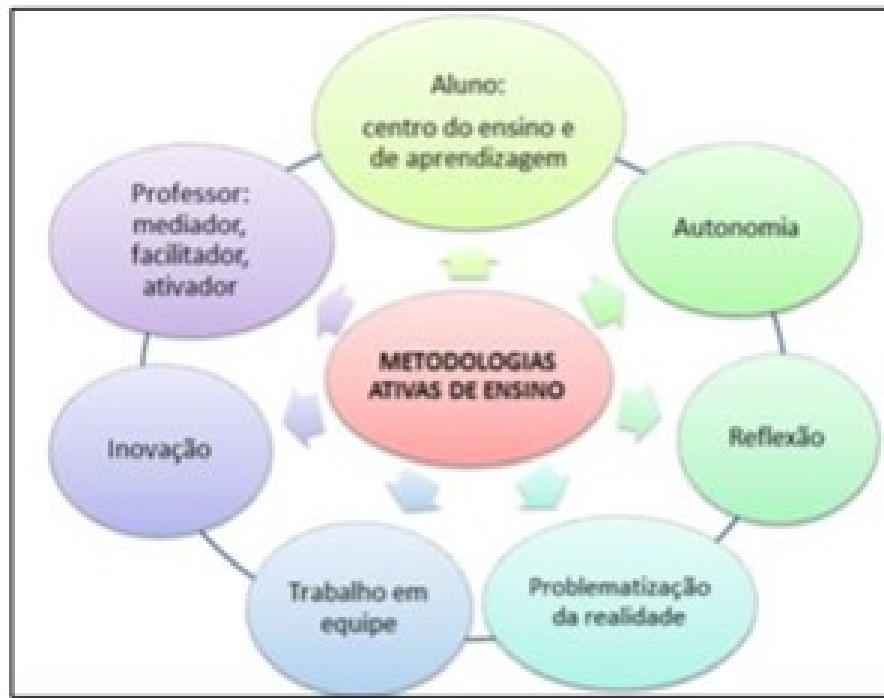 Aluno:
centro do ensino e
de aprendizagem
Autonomia
Reflexão
Problematização
da realidade
Trabalho em
equipe
Inovação
Professor:
mediador,
facilitador,
ativador
METODOLOGIAS
ATIVAS DE ENSINO